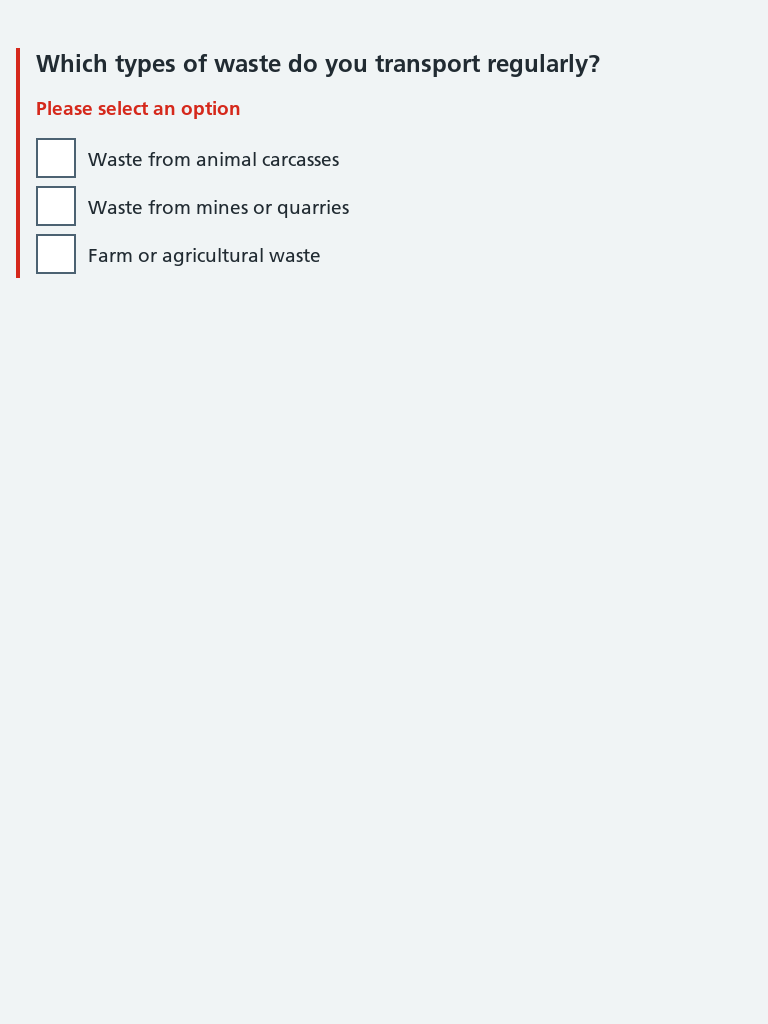 Which types of waste do you transport regularly?
Please select an option
Waste from animal carcasses
Waste from mines or quarries
Farm or agricultural waste